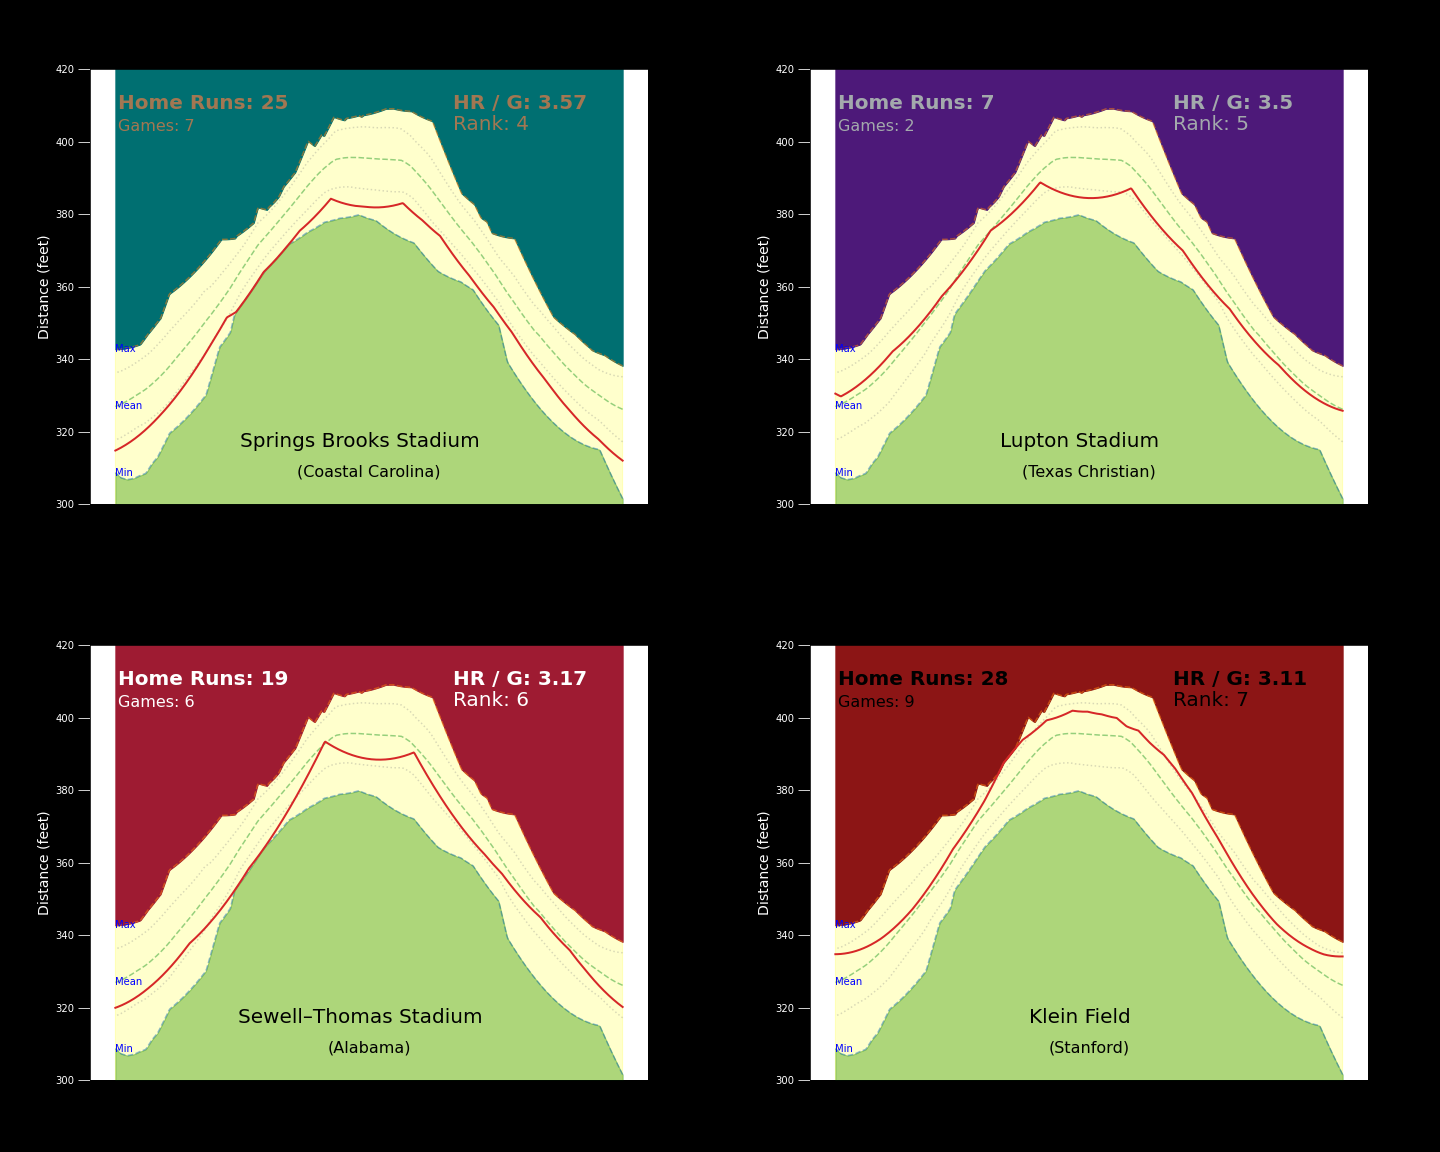 420
400
380
360
340
320
300
Distance (feet)
Home Runs: 25
Games: 7
HR / G: 3.57
Rank: 4
Max
Mean
Min
Springs Brooks Stadium
(Coastal Carolina)
420
400
380
360
340
320
300
Distance (feet)
Home Runs: 7
Games: 2
HR / G: 3.5
Rank: 5
Max
Mean
Min
Lupton Stadium
(Texas Christian)
420
400
380
360
340
320
300
Distance (feet)
Home Runs: 19
Games: 6
HR / G: 3.17
Rank: 6
Max
Mean
Min
Sewell–Thomas Stadium
(Alabama)
420
400
380
360
340
320
300
Distance (feet)
Home Runs: 28
Games: 9
HR / G: 3.11
Rank: 7
Max
Mean
Min
Klein Field
(Stanford)